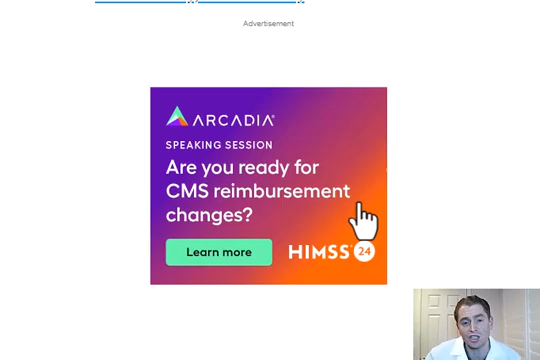 Advertisement
ARCADIA
SPEAKING SESSION
Are you ready for
CMS reimbursement
changes?
Learn more
HIMSS 24